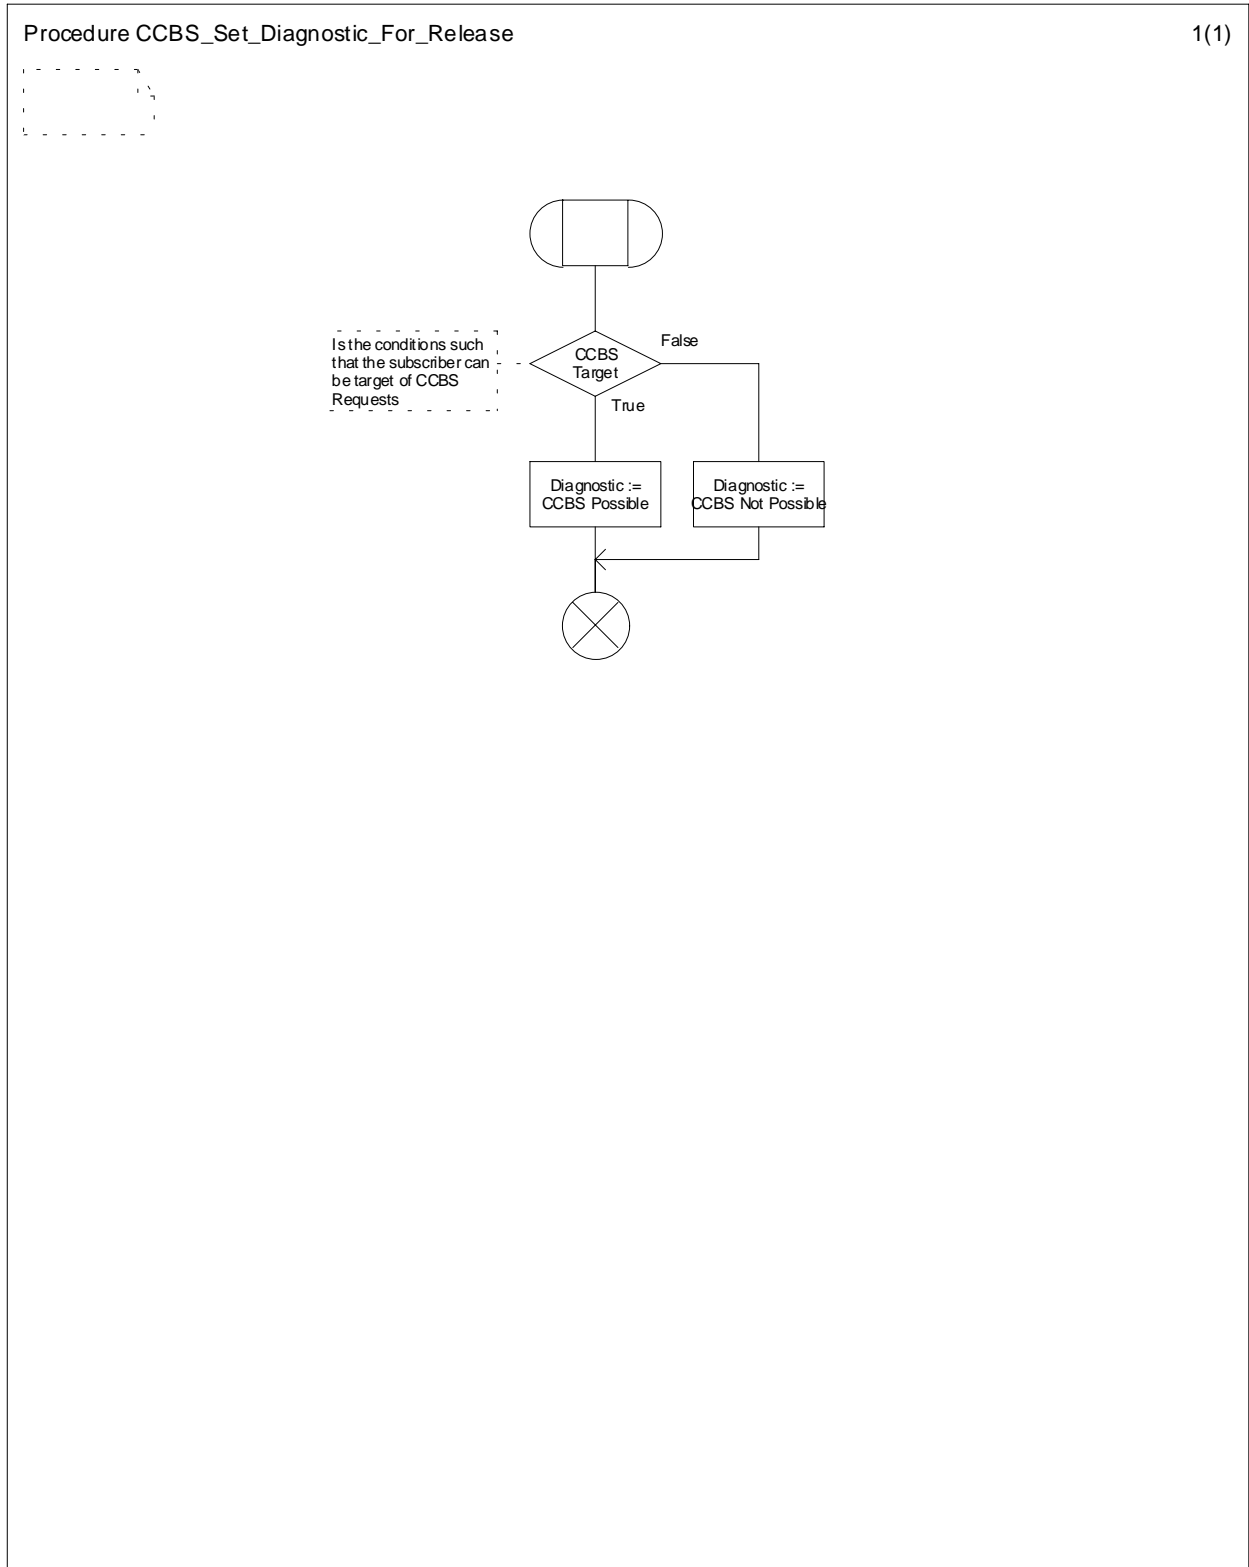 Procedure CCBS_Set_Diagnostic_For_Release
1(1)
Is the conditions such
that the subscriber can
be target of CCBS
Requests
CCBS
Target
False
True
Diagnostic :=
CCBS Possible
Diagnostic :=
CCBS Not Possible